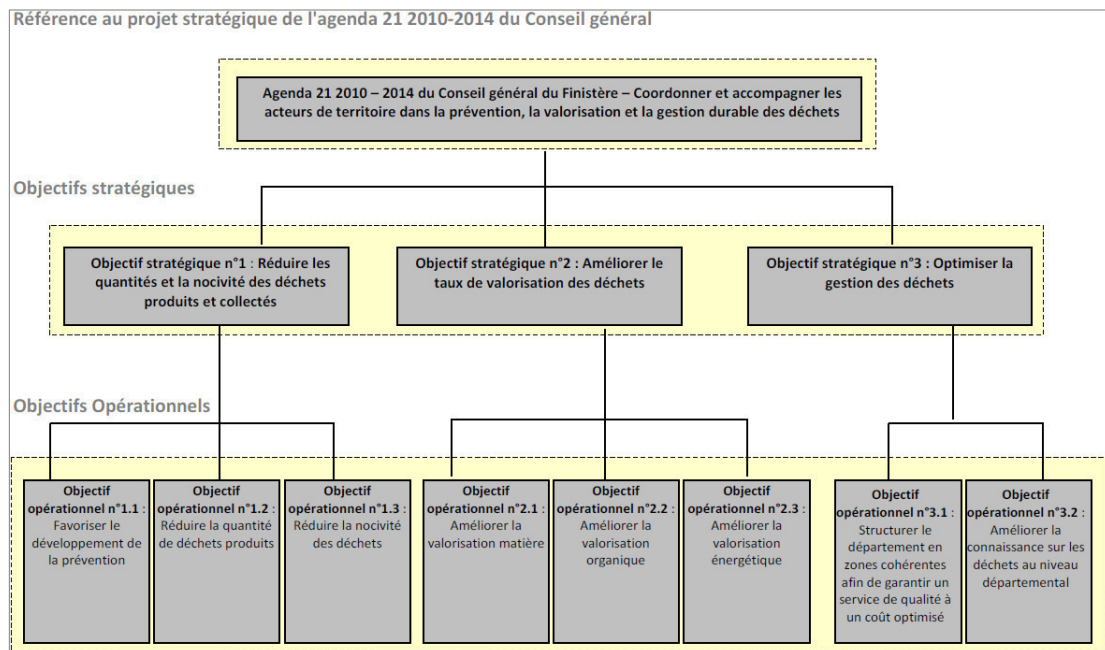 Référence au projet stratégique de l'agenda 21 2010-2014 du Conseil général
Agenda 21 2010 – 2014 du Conseil général du Finistère – Coordonner et accompagner les
acteurs de territoire dans la prévention, la valorisation et la gestion durable des déchets
Objectifs stratégiques
Objectif stratégique n°1 : Réduire les
quantités et la nocivité des déchets
produits et collectés
Objectif stratégique n°2 : Améliorer le
taux de valorisation des déchets
Objectif stratégique n°3 : Optimiser la
gestion des déchets
Objectifs Opérationnels
Objectif
opérationnel n°1.1 :
Favoriser le
développement de
la prévention
Objectif
opérationnel n°1.2 :
Réduire la quantité
de déchets produits
Objectif
opérationnel n°1.3 :
Réduire la nocivité
des déchets
Objectif
opérationnel n°2.1 :
Améliorer la
valorisation matière
Objectif
opérationnel n°2.2 :
Améliorer la
valorisation
organique
Objectif
opérationnel n°2.3 :
Améliorer la
valorisation
énergétique
Objectif
opérationnel n°3.1 :
Structurer le
département en
zones cohérentes
afin de garantir un
service de qualité à
un coût optimisé
Objectif
opérationnel n°3.2 :
Améliorer la
connaissance sur les
déchets au niveau
départemental